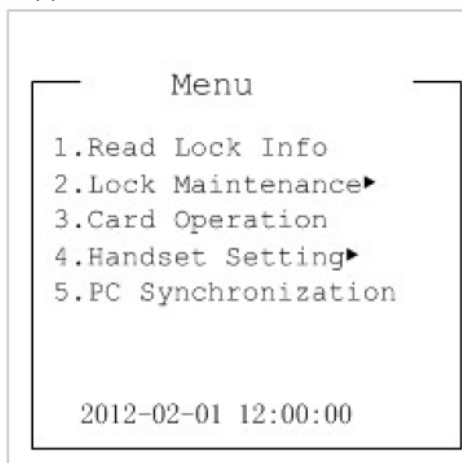 Menu
1.Read Lock Info
2.Lock Maintenance▶
3.Card Operation
4.Handset Setting▶
5.PC Synchronization
2012-02-01 12:00:00